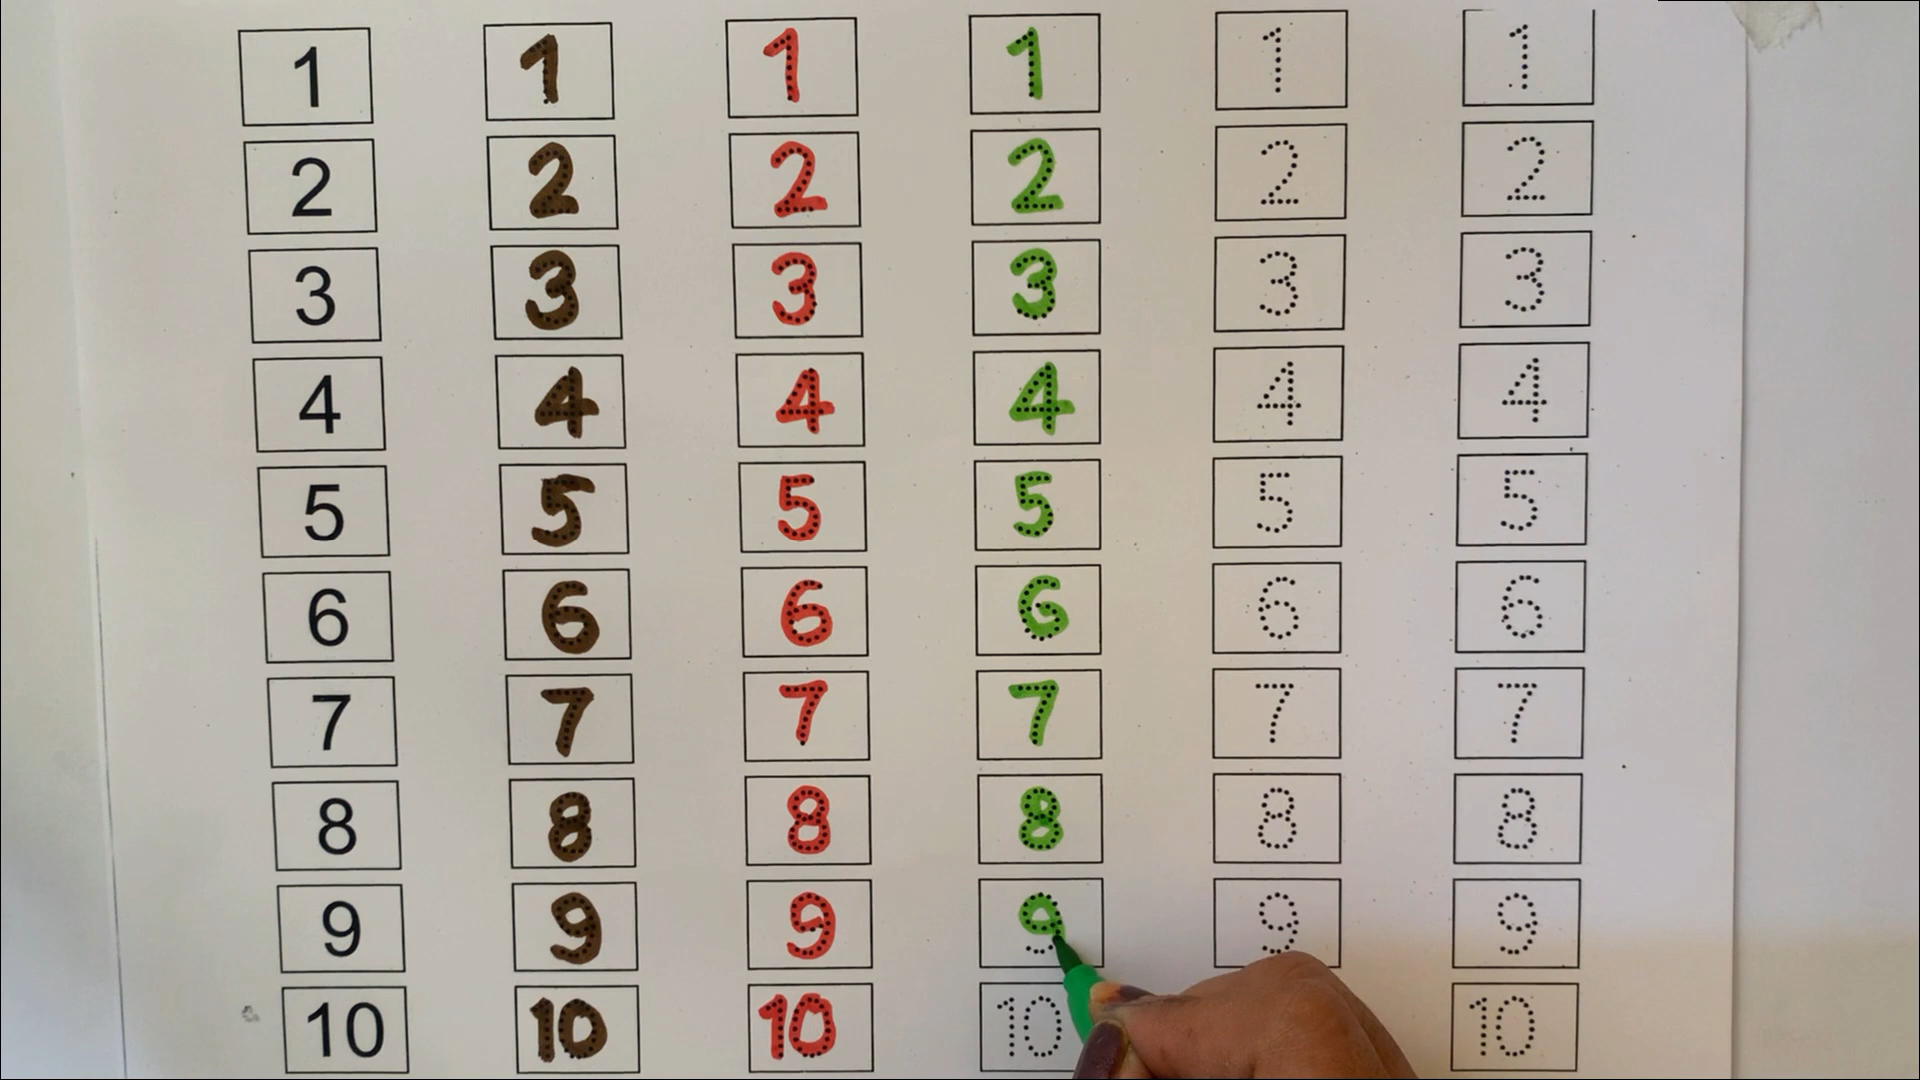 1 1 1 1 1 1
2 2 2 2 2 2
3 3 3 3 3 3
4 4 4 4 4 4
5 5 5 5 5 5
6 6 6 6 6 6
7 7 7 7 7 7
8 8 8 8 8 8
9 9 9 9 9 9
10 10 10 10 10